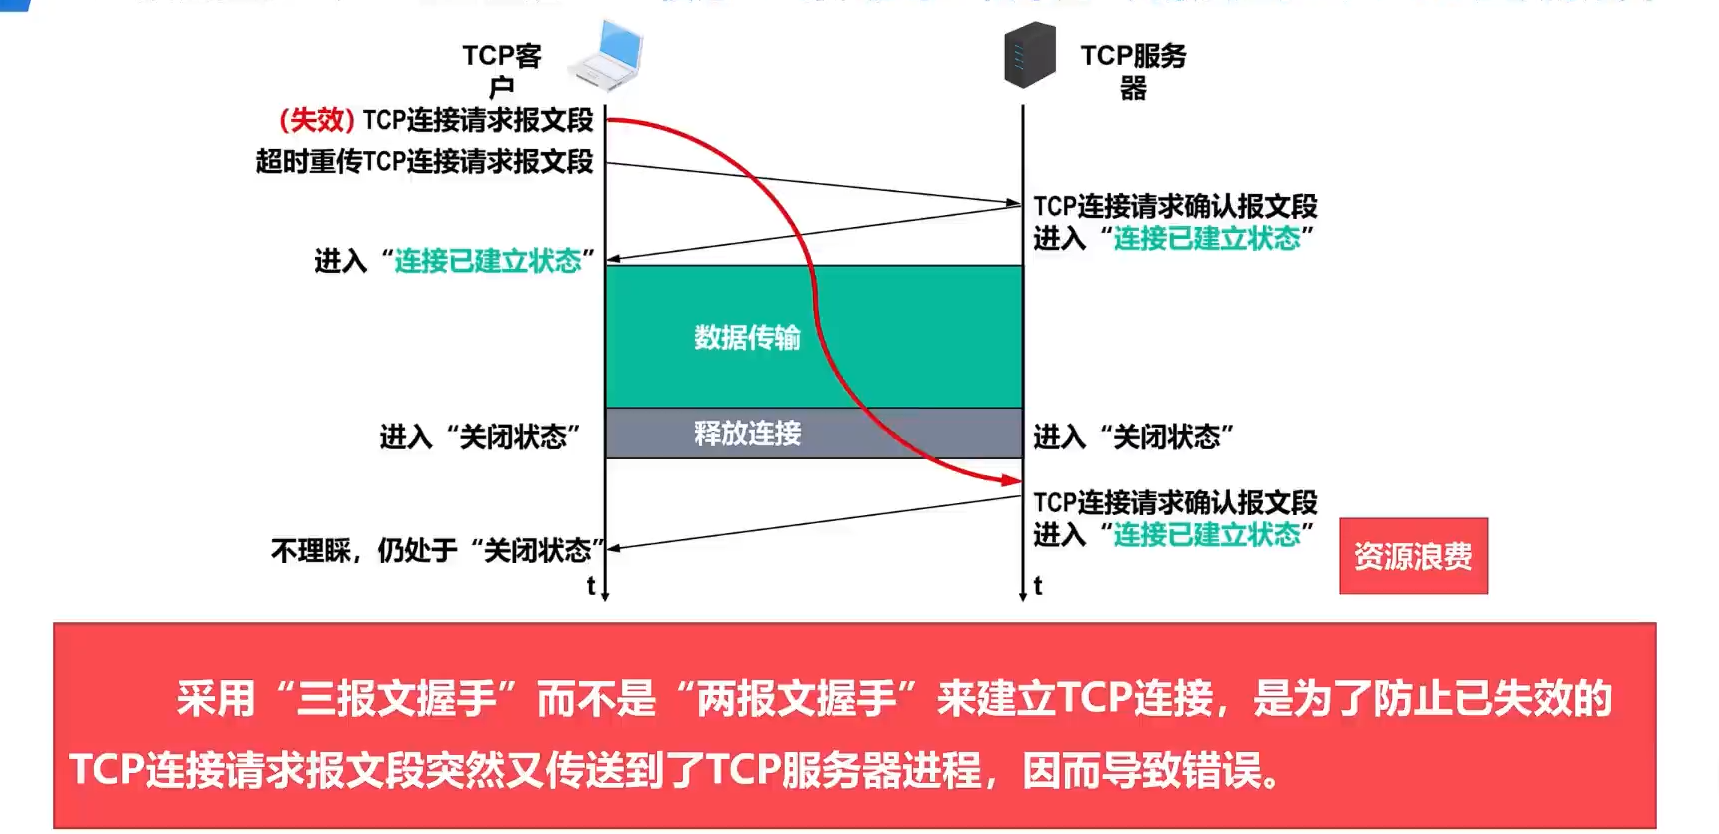 TCP客
户
TCP服务
器
(失效) TCP连接请求报文段
超时重传TCP连接请求报文段
TCP连接请求确认报文段
进入“连接已建立状态”
进入“连接已建立状态”
数据传输
进入“关闭状态”
释放连接
进入“关闭状态”
TCP连接请求确认报文段
进入“连接已建立状态”
不理睬，仍处于“关闭状态”
资源浪费
t
t
采用“三报文握手”而不是“两报文握手”来建立TCP连接，是为了防止已失效的
TCP连接请求报文段突然又传送到了TCP服务器进程，因而导致错误。